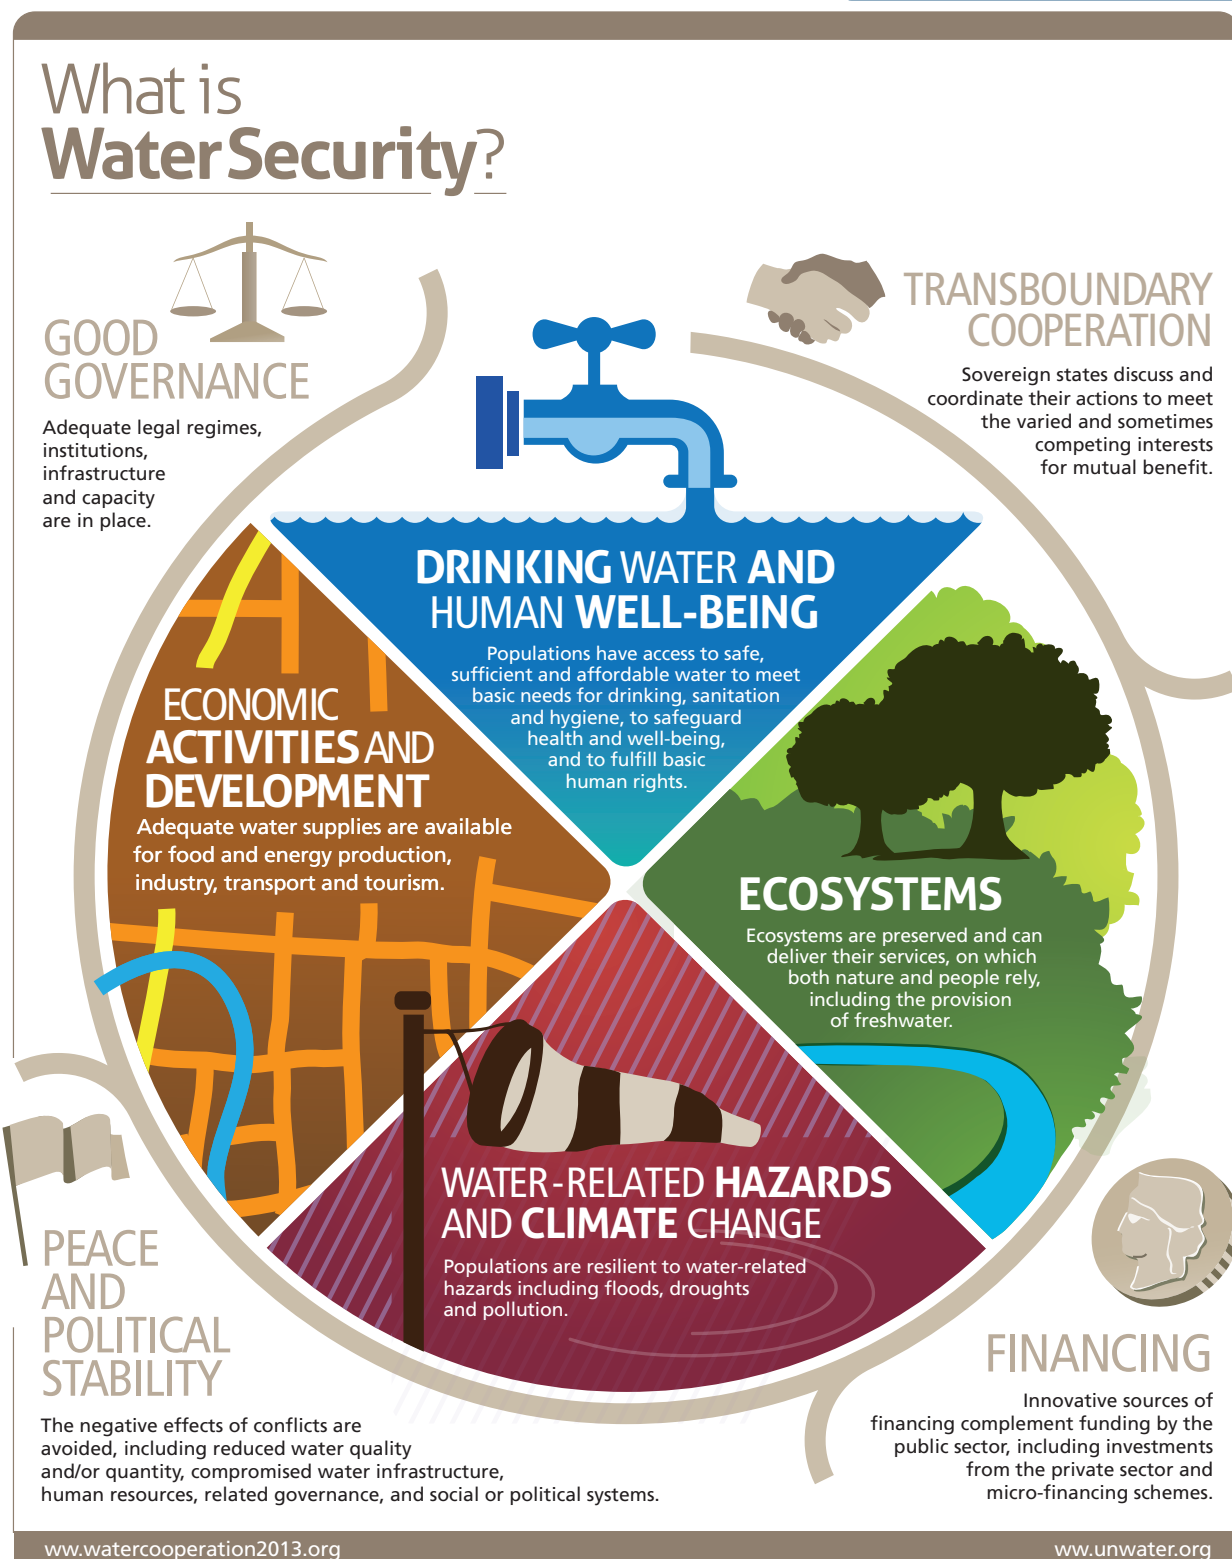 What is
Water Security?
GOOD
GOVERNANCE
Adequate legal regimes,
institutions,
infrastructure
and capacity
are in place.
TRANSBOUNDARY
COOPERATION
Sovereign states discuss and
coordinate their actions to meet
the varied and sometimes
competing interests
for mutual benefit.
DRINKING WATER AND
HUMAN WELL-BEING
Populations have access to safe,
sufficient and affordable water to meet
basic needs for drinking, sanitation
and hygiene, to safeguard
health and well-being,
and to fulfill basic
human rights.
ECONOMIC
ACTIVITIES AND
DEVELOPMENT
Adequate water supplies are available
for food and energy production,
industry, transport and tourism.
ECOSYSTEMS
Ecosystems are preserved and can
deliver their services, on which
both nature and people rely,
including the provision
of freshwater.
WATER-RELATED HAZARDS
AND CLIMATE CHANGE
Populations are resilient to water-related
hazards including floods, droughts
and pollution.
PEACE
AND
POLITICAL
STABILITY
The negative effects of conflicts are
avoided, including reduced water quality
and/or quantity, compromised water infrastructure,
human resources, related governance, and social or political systems.
FINANCING
Innovative sources of
financing complement funding by the
public sector, including investments
from the private sector and
micro-financing schemes.
ww.watercooperation2013.org
ww.unwater.org